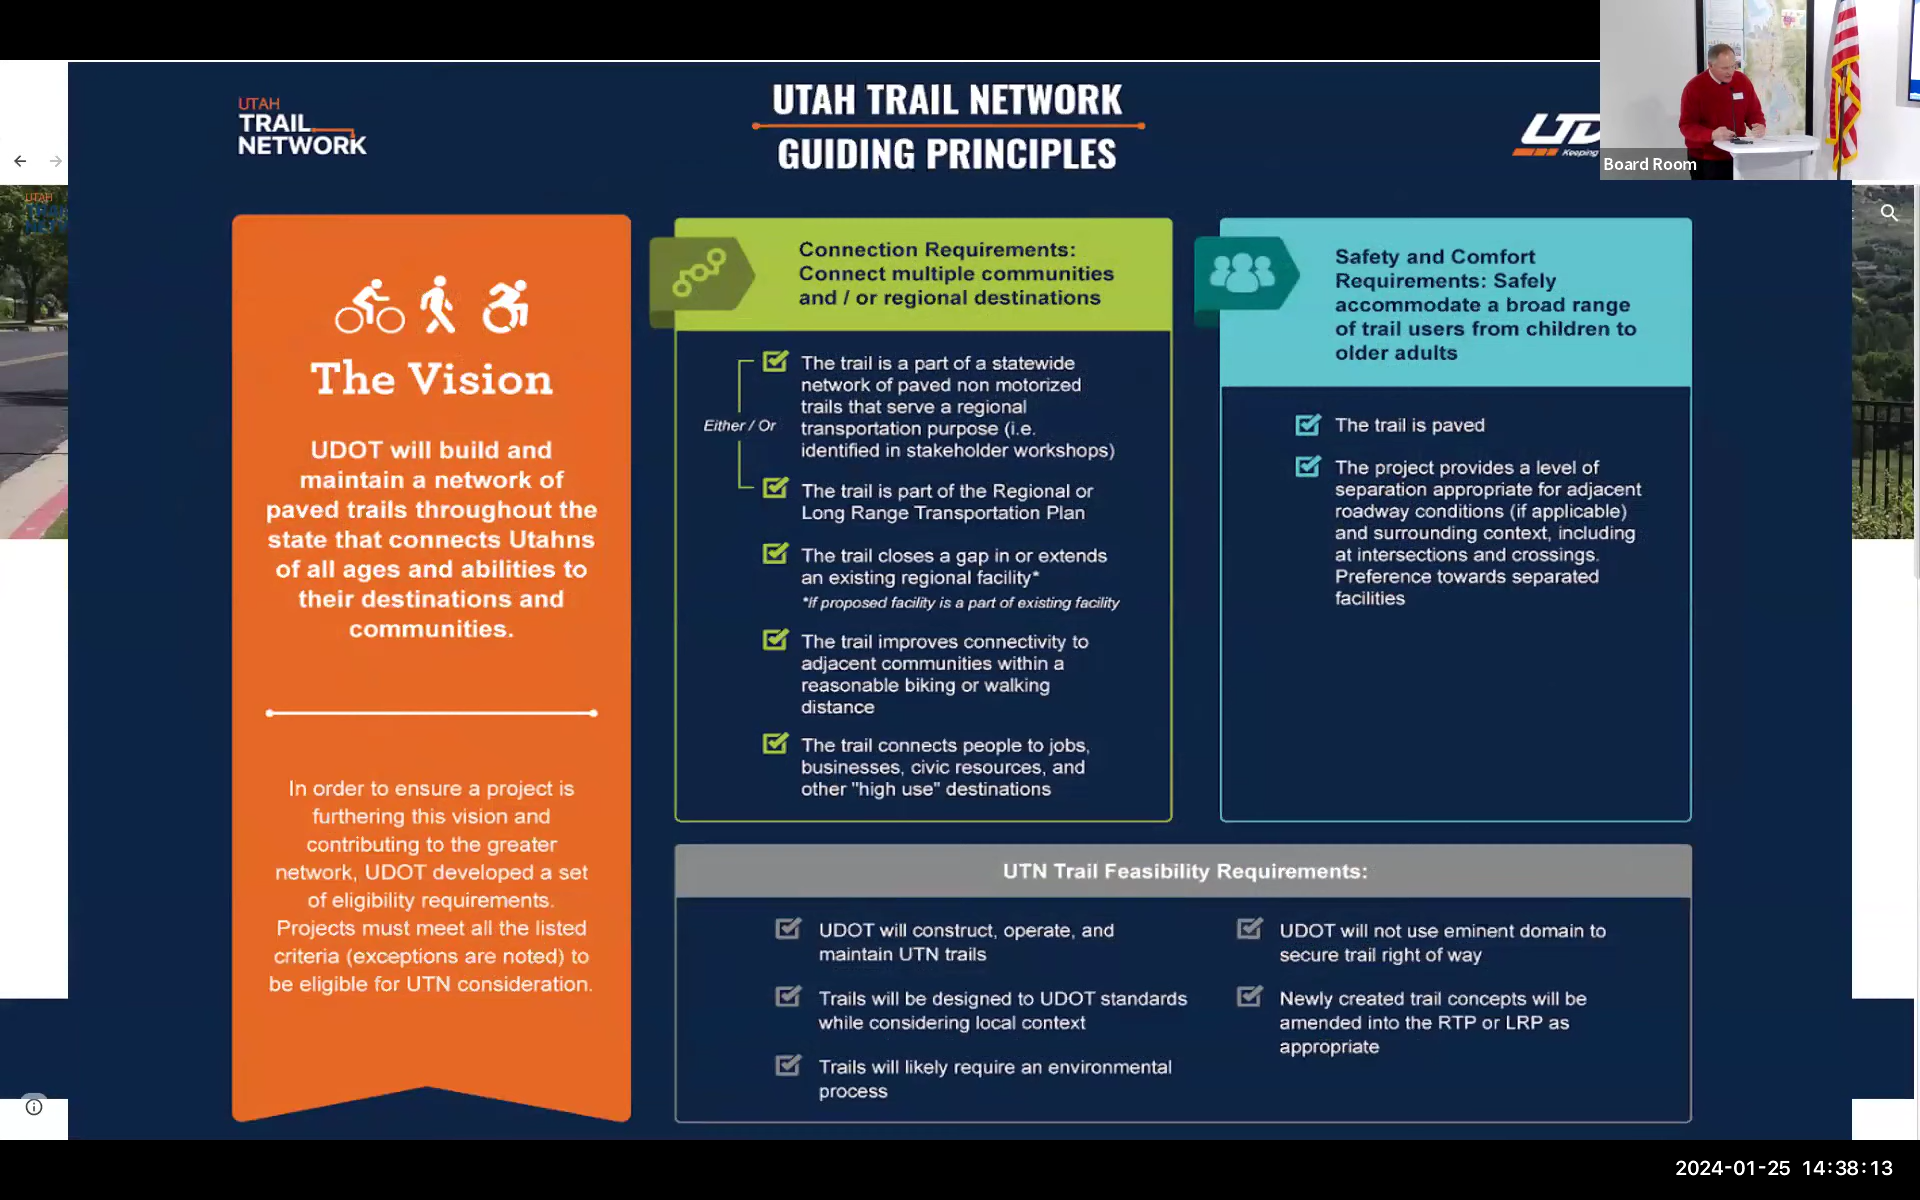 UTAH
TRAIL
NETWORK
UTAH TRAIL NETWORK
GUIDING PRINCIPLES
Keeping
Board Room
UTAH
The Vision
UDOT will build and
maintain a network of
paved trails throughout the
state that connects Utahns
of all ages and abilities to
their destinations and
communities.
In order to ensure a project is
furthering this vision and
contributing to the greater
network, UDOT developed a set
of eligibility requirements.
Projects must meet all the listed
criteria (exceptions are noted) to
be eligible for UTN consideration.
Connection Requirements:
Connect multiple communities
and / or regional destinations
Either / Or
The trail is a part of a statewide
network of paved non motorized
trails that serve a regional
transportation purpose (i.e.
identified in stakeholder workshops)
The trail is part of the Regional or
Long Range Transportation Plan
The trail closes a gap in or extends
an existing regional facility*
*If proposed facility is a part of existing facility
The trail improves connectivity to
adjacent communities within a
reasonable biking or walking
distance
The trail connects people to jobs,
businesses, civic resources, and
other "high use" destinations
Safety and Comfort
Requirements: Safely
accommodate a broad range
of trail users from children to
older adults
The trail is paved
The project provides a level of
separation appropriate for adjacent
roadway conditions (if applicable)
and surrounding context, including
at intersections and crossings.
Preference towards separated
facilities
UTN Trail Feasibility Requirements:
UDOT will construct, operate, and
maintain UTN trails
Trails will be designed to UDOT standards
while considering local context
Trails will likely require an environmental
process
UDOT will not use eminent domain to
secure trail right of way
Newly created trail concepts will be
amended into the RTP or LRP as
appropriate
2024-01-25 14:38:13